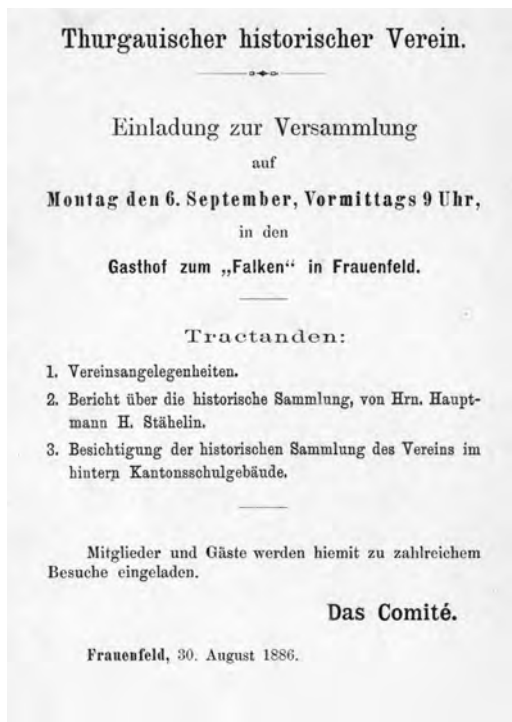 Thurgauischer historischer Verein.
Einladung zur Versammlung
auf
Montag den 6. September, Vormittags 9 Uhr,
in den
Gasthof zum „Falken“ in Frauenfeld.
Tractanden:
1. Vereinsangelegenheiten.
2. Bericht über die historische Sammlung, von Hrn. Haupt-
mann H. Stähelin.
3. Besichtigung der historischen Sammlung des Vereins im
hintern Kantonsschulgebäude.
Mitglieder und Gäste werden hiemit zu zahlreichem
Besuche eingeladen.
Das Comité.
Frauenfeld, 30. August 1886.